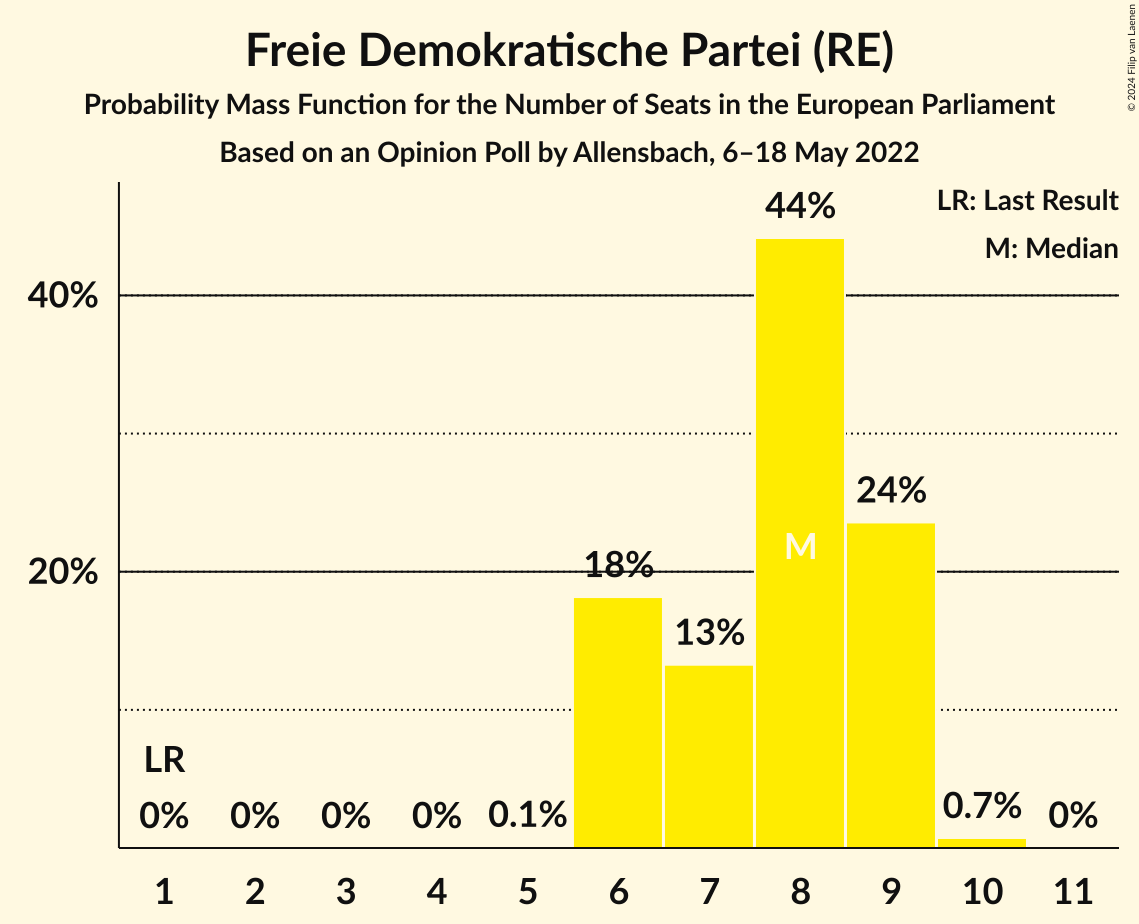 Freie Demokratische Partei (RE)
Probability Mass Function for the Number of Seats in the European Parliament
Based on an Opinion Poll by Allensbach, 6–18 May 2022
© 2024 Filip van Laenen
LR: Last Result
M: Median
44%
40%
24%
M
20%
18%
13%
LR
0%
0%
0%
0%
0.1%
0.7%
0%
1 2 3 4 5 6 7 8 9 10 11